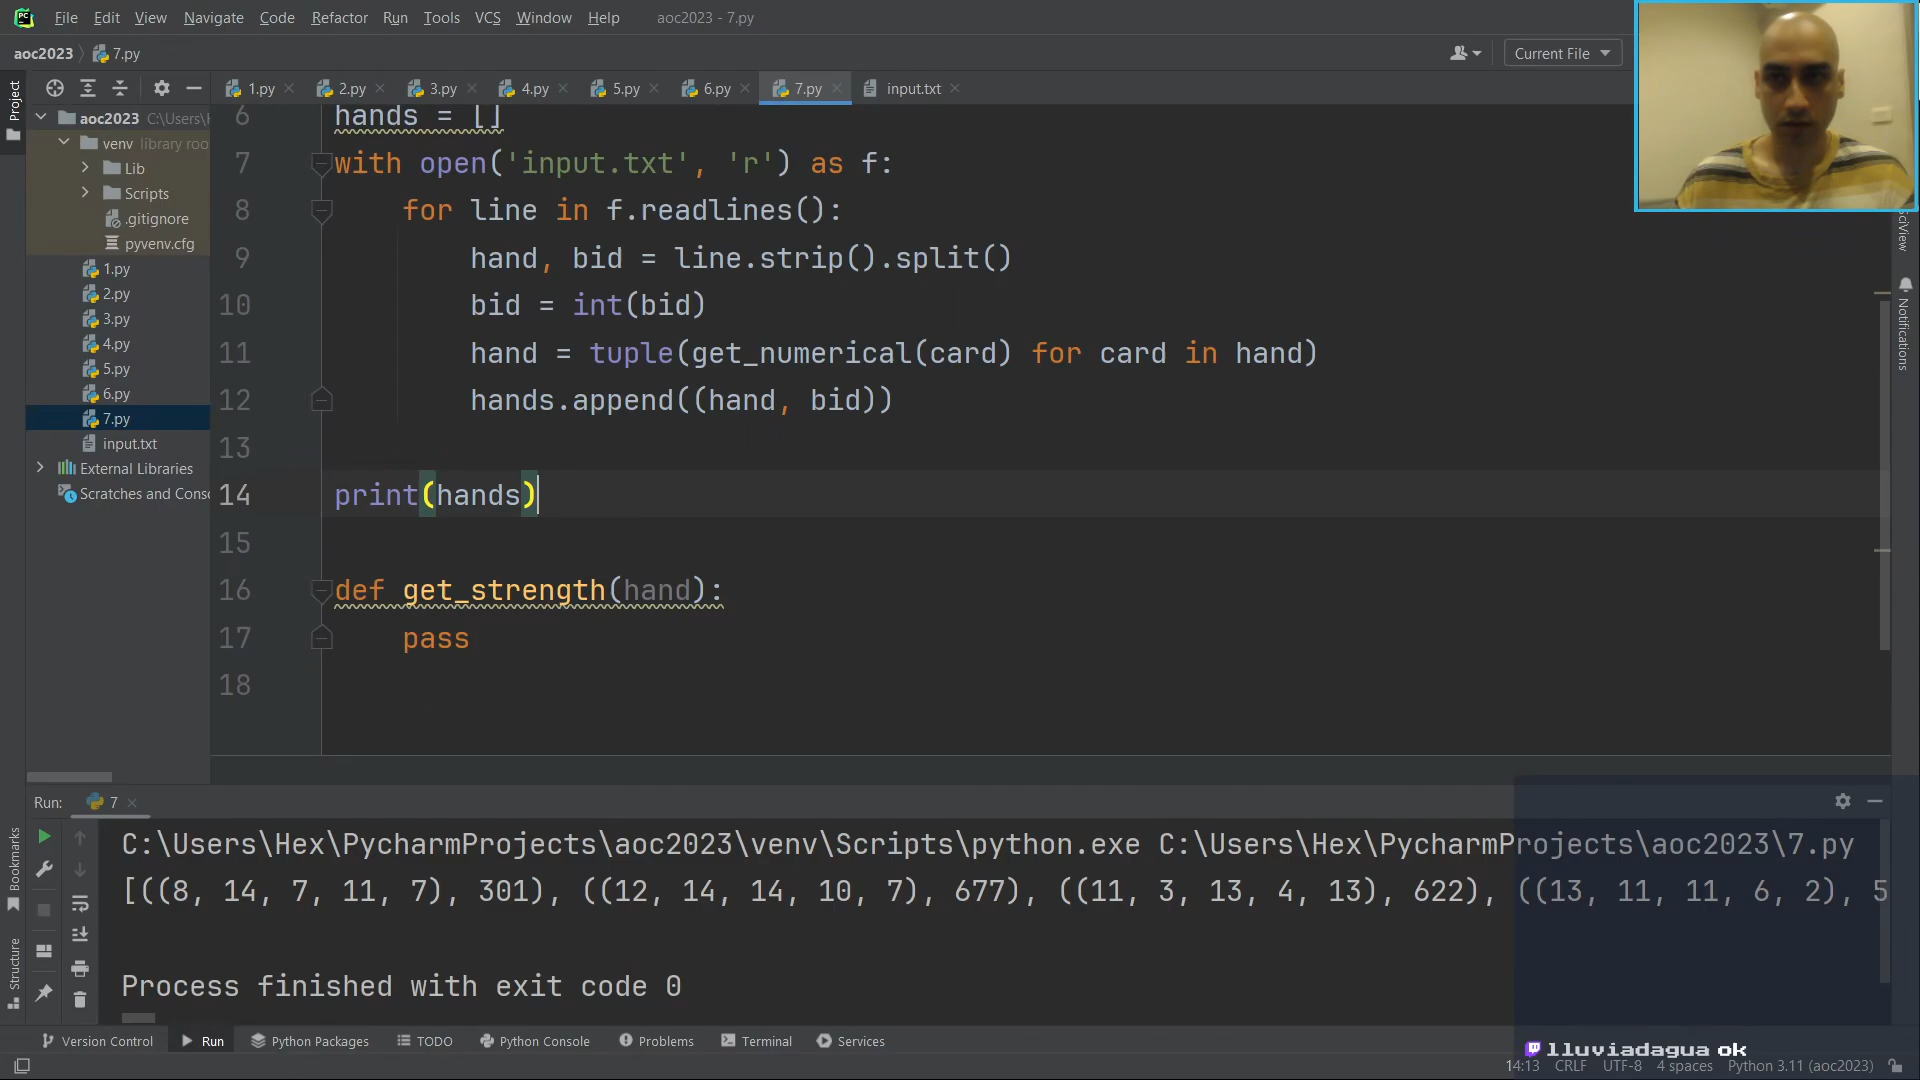 File Edit View Navigate Code Refactor Run Tools VCS Window Help aoc2023 - 7.py
aoc2023 7.py Current File
Project
1.py 2.py 3.py 4.py 5.py 6.py 7.py input.txt
aoc2023 C:\Users\H
venv library roo
Lib
Scripts
.gitignore
pyvenv.cfg
1.py
2.py
3.py
4.py
5.py
6.py
7.py
input.txt
External Libraries
Scratches and Conso
6 hands = []
7 with open('input.txt', 'r') as f:
8 for line in f.readlines():
9 hand, bid = line.strip().split()
10 bid = int(bid)
11 hand = tuple(get_numerical(card) for card in hand)
12 hands.append((hand, bid))
13
14 print(hands)
15
16 def get_strength(hand):
17 pass
18
SciView
Notifications
Run: 7
C:\Users\Hex\PycharmProjects\aoc2023\venv\Scripts\python.exe C:\Users\Hex\PycharmProjects\aoc2023\7.py
[((8, 14, 7, 11, 7), 301), ((12, 14, 14, 10, 7), 677), ((11, 3, 13, 4, 13), 622), ((13, 11, 11, 6, 2), 5
Process finished with exit code 0
Bookmarks
Structure
Version Control Run Python Packages TODO Python Console Problems Terminal Services
lluviadagua ok
14:13 CRLF UTF-8 4 spaces Python 3.11 (aoc2023)